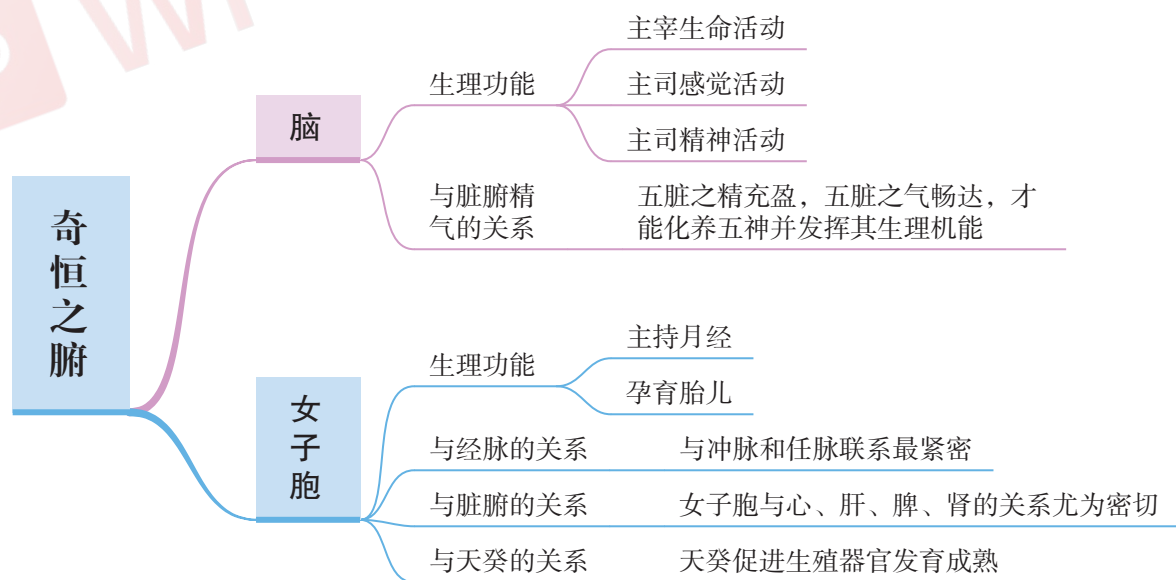 奇恒之腑
脑
生理功能
主宰生命活动
主司感觉活动
主司精神活动
与脏腑精
气的关系
五脏之精充盈，五脏之气畅达，才
能化养五神并发挥其生理机能
女子胞
生理功能
主持月经
孕育胎儿
与经脉的关系
与冲脉和任脉联系最紧密
与脏腑的关系
女子胞与心、肝、脾、肾的关系尤为密切
与天癸的关系
天癸促进生殖器官发育成熟